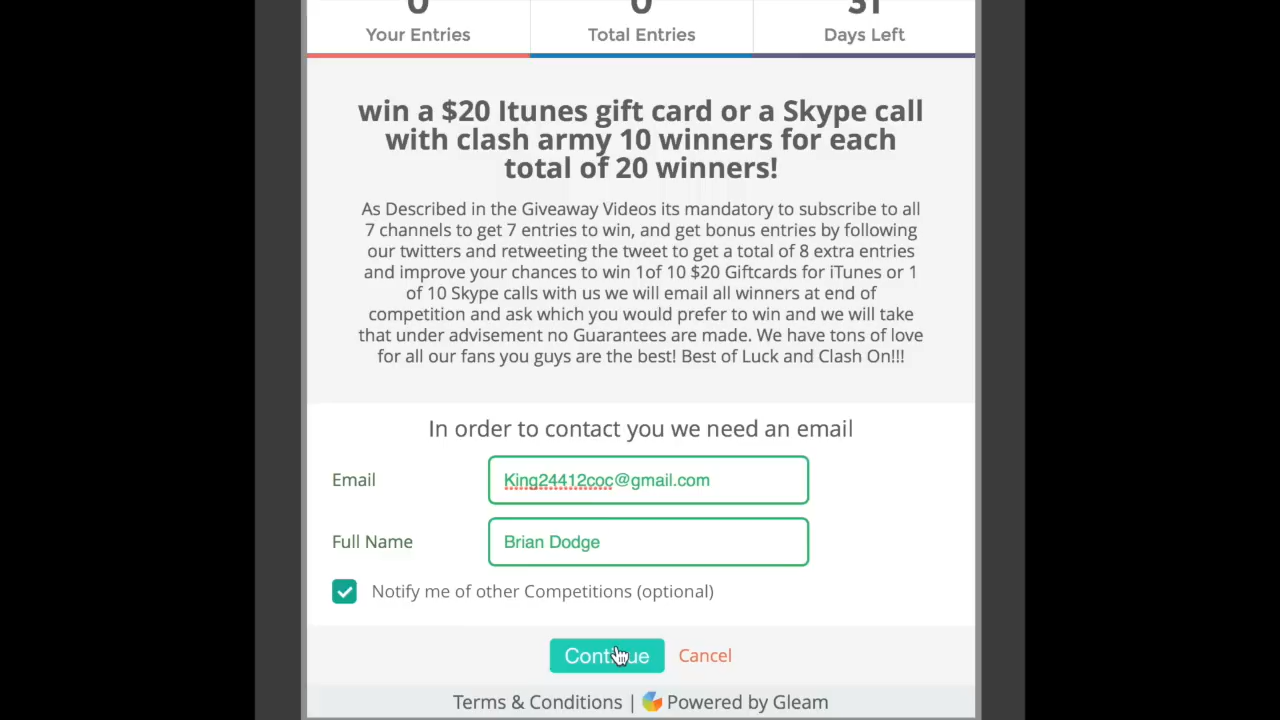 0 0 31
Your Entries Total Entries Days Left
win a $20 Itunes gift card or a Skype call
with clash army 10 winners for each
total of 20 winners!
As Described in the Giveaway Videos its mandatory to subscribe to all
7 channels to get 7 entries to win, and get bonus entries by following
our twitters and retweeting the tweet to get a total of 8 extra entries
and improve your chances to win 1of 10 $20 Giftcards for iTunes or 1
of 10 Skype calls with us we will email all winners at end of
competition and ask which you would prefer to win and we will take
that under advisement no Guarantees are made. We have tons of love
for all our fans you guys are the best! Best of Luck and Clash On!!!
In order to contact you we need an email
Email King24412coc@gmail.com
Full Name Brian Dodge
Notify me of other Competitions (optional)
Continue Cancel
Terms & Conditions | Powered by Gleam